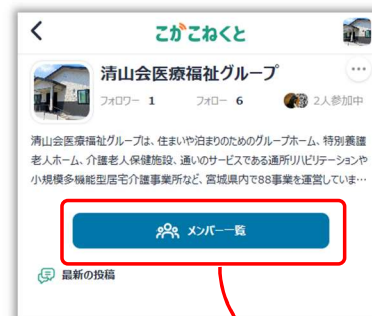 こがこねくと
清山会医療福祉グループ
フォロワー 1 フォロー 6 2人参加中
清山会医療福祉グループは、住まいや泊まりのためのグループホーム、特別養護
老人ホーム、介護老人保健施設、通いのサービスである通所リハビリテーションや
小規模多機能型居宅介護事業所など、宮城県内で88事業を運営していま…
メンバー一覧
最新の投稿